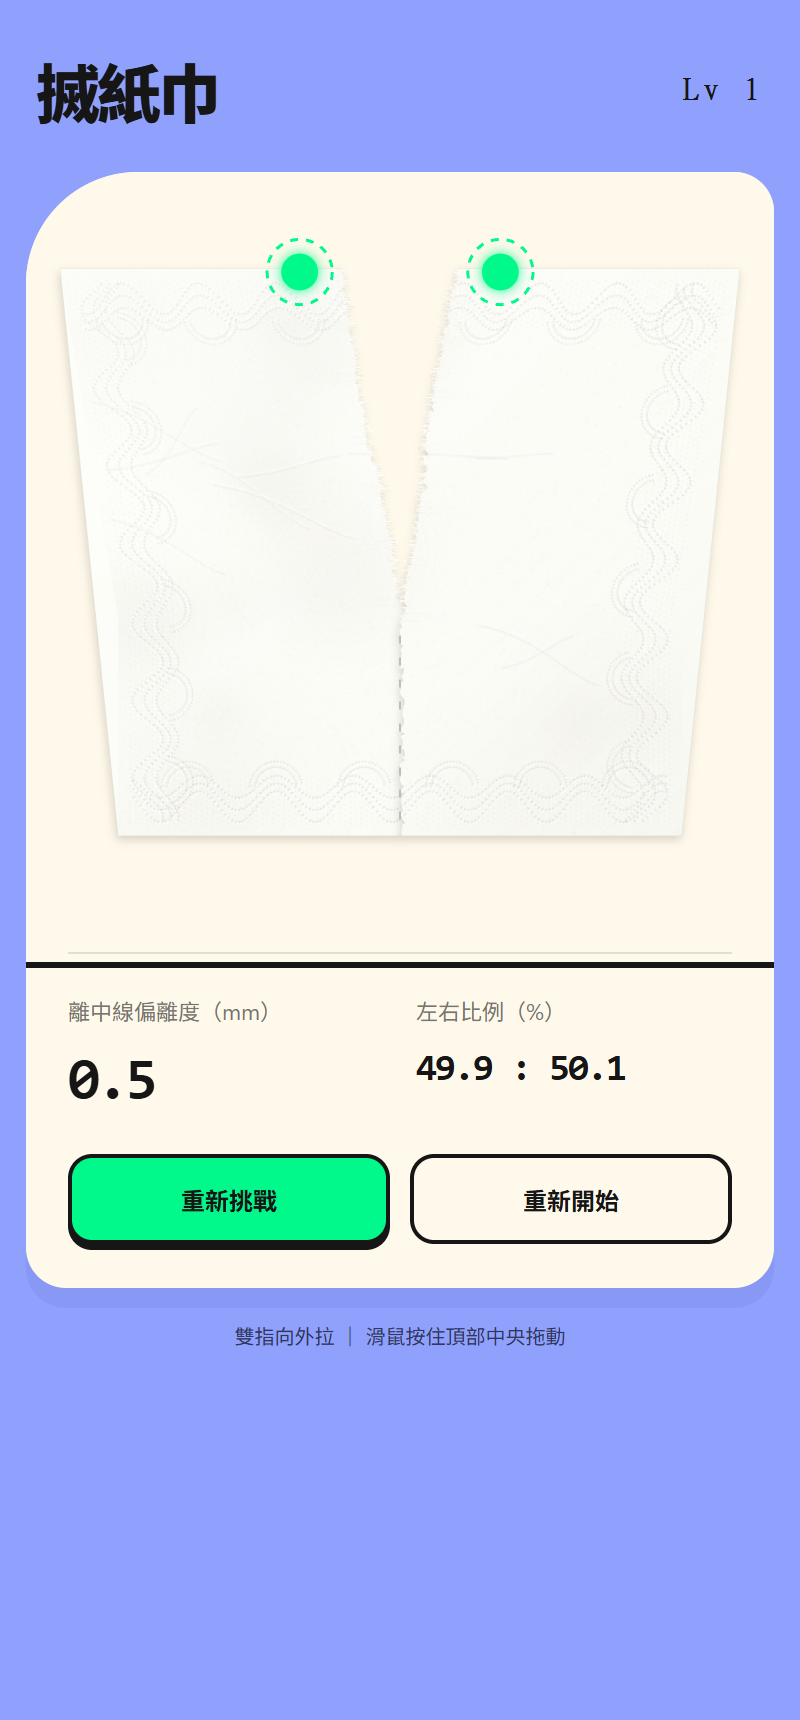 搣紙巾
Lv 1
離中線偏離度（mm）
左右比例（%）
0.5
49.9 : 50.1
重新挑戰
重新開始
雙指向外拉 ｜ 滑鼠按住頂部中央拖動